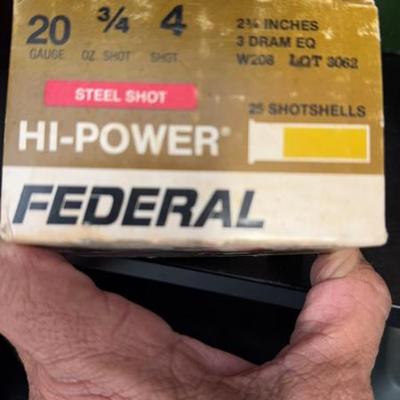 20 3/4 4 2¾ INCHES
GAUGE OZ. SHOT SHOT 3 DRAM EQ
W208 LOT 3062
STEEL SHOT
25 SHOTSHELLS
HI-POWER®
FEDERAL